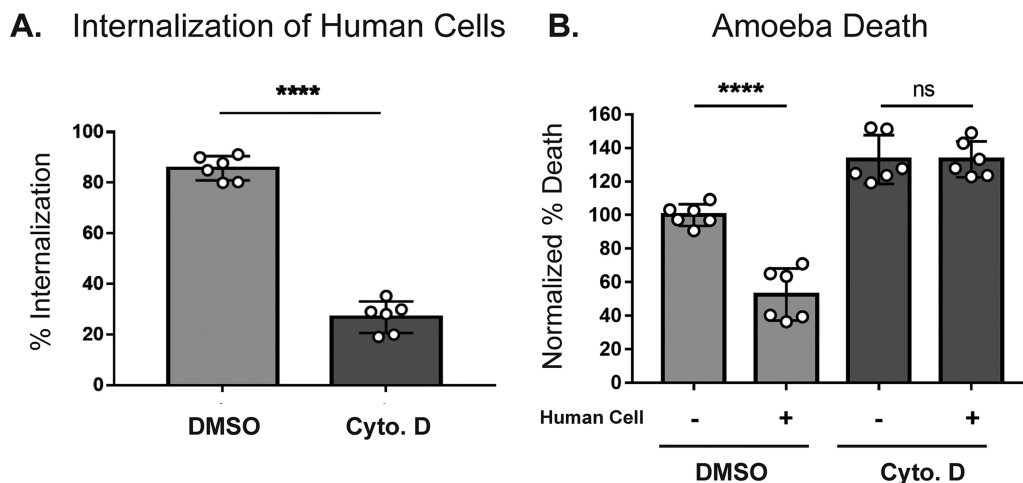 A. Internalization of Human Cells
% Internalization
****
100
80
60
40
20
0
DMSO Cyto. D
B. Amoeba Death
Normalized % Death
**** ns
160
140
120
100
80
60
40
20
0
Human Cell - + - +
DMSO Cyto. D